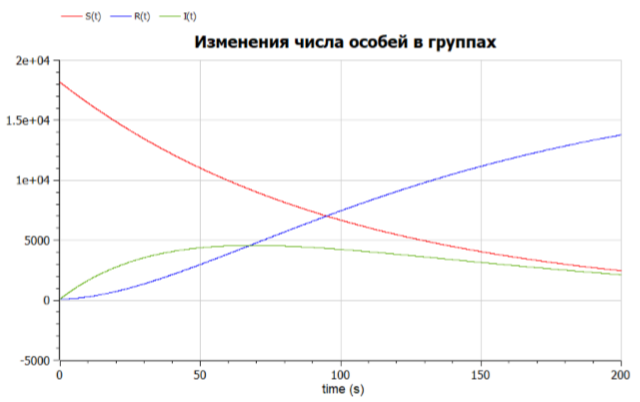 S(t) R(t) I(t)
Изменения числа особей в группах
2e+04
1.5e+04
1e+04
5000
0
-5000
0 50 100 150 200
time (s)